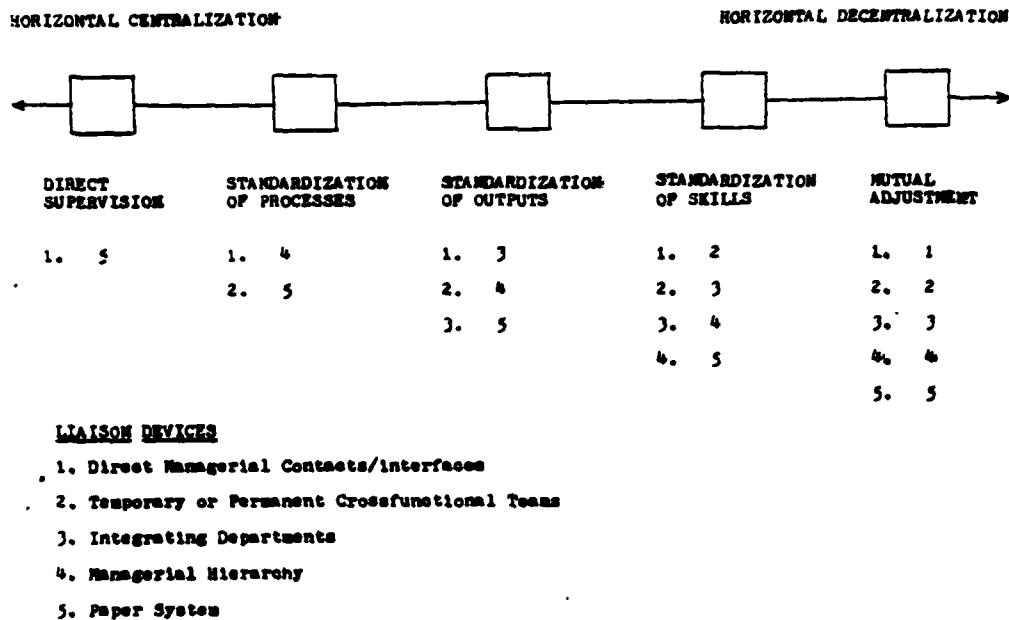 HORIZONTAL CENTRALIZATION HORIZONTAL DECENTRALIZATION
DIRECT SUPERVISION
STANDARDIZATION OF PROCESSES
STANDARDIZATION OF OUTPUTS
STANDARDIZATION OF SKILLS
MUTUAL ADJUSTMENT
1. 5 1. 4 1. 3 1. 2 1. 1
2. 5 2. 4 2. 3 2. 2
3. 5 3. 4 3. 3
4. 5 4. 4
5. 5
LIAISON DEVICES
1. Direct Managerial Contacts/interfaces
2. Temporary or Permanent Crossfunctional Teams
3. Integrating Departments
4. Managerial Hierarchy
5. Paper System